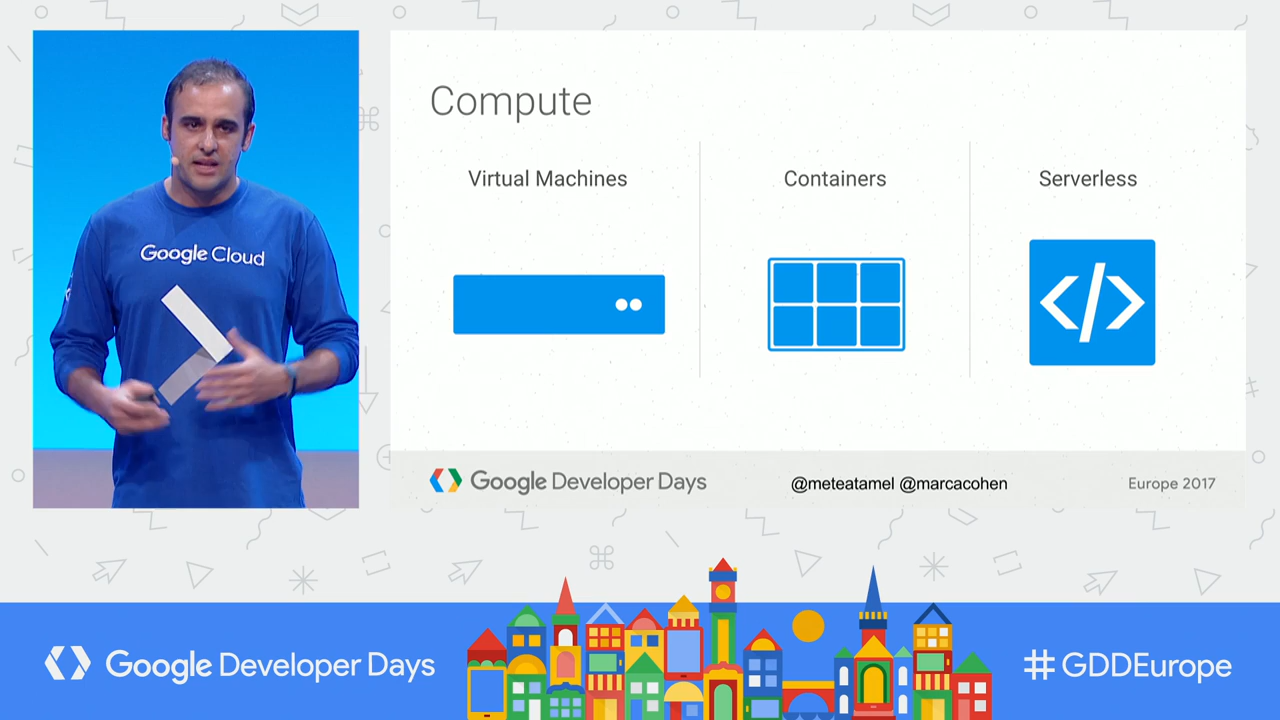 Google Cloud
Compute
Virtual Machines
Containers
Serverless
Google Developer Days
@meteatamel @marcacohen
Europe 2017
Google Developer Days
#GDDEurope